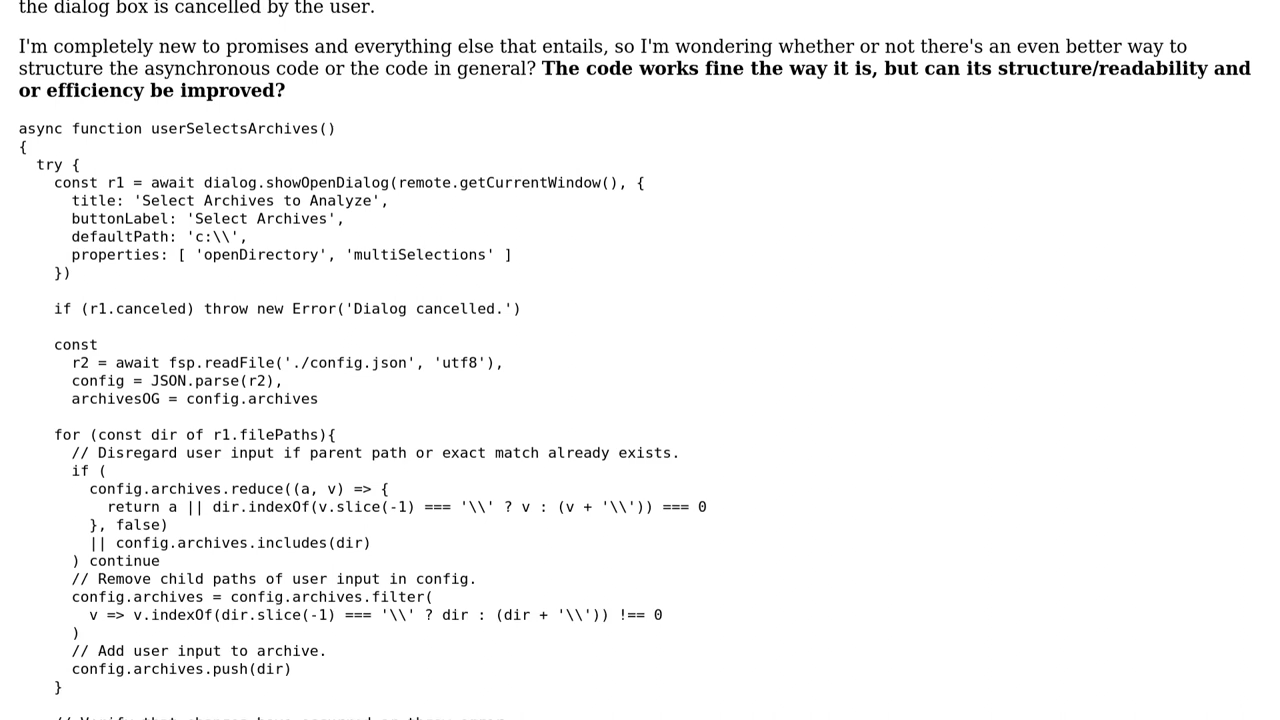 the dialog box is cancelled by the user.
I'm completely new to promises and everything else that entails, so I'm wondering whether or not there's an even better way to
structure the asynchronous code or the code in general? The code works fine the way it is, but can its structure/readability and
or efficiency be improved?
async function userSelectsArchives()
{
  try {
    const r1 = await dialog.showOpenDialog(remote.getCurrentWindow(), {
      title: 'Select Archives to Analyze',
      buttonLabel: 'Select Archives',
      defaultPath: 'c:\\',
      properties: [ 'openDirectory', 'multiSelections' ]
    })
    if (r1.canceled) throw new Error('Dialog cancelled.')
    const
      r2 = await fsp.readFile('./config.json', 'utf8'),
      config = JSON.parse(r2),
      archivesOG = config.archives
    for (const dir of r1.filePaths){
      // Disregard user input if parent path or exact match already exists.
      if (
        config.archives.reduce((a, v) => {
          return a || dir.indexOf(v.slice(-1) === '\\' ? v : (v + '\\')) === 0
        }, false)
        || config.archives.includes(dir)
      ) continue
      // Remove child paths of user input in config.
      config.archives = config.archives.filter(
        v => v.indexOf(dir.slice(-1) === '\\' ? dir : (dir + '\\')) !== 0
      )
      // Add user input to archive.
      config.archives.push(dir)
    }